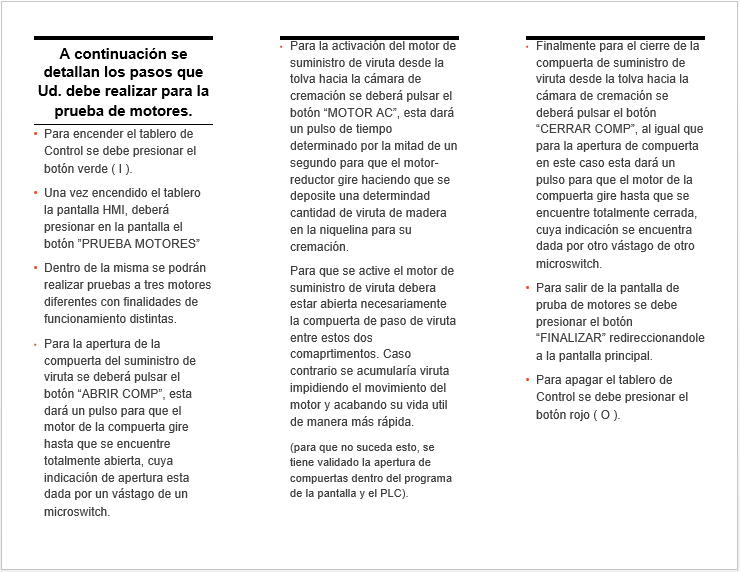 A continuación se
detallan los pasos que
Ud. debe realizar para la
prueba de motores.
• Para encender el tablero de
Control se debe presionar el
botón verde ( I ).
• Una vez encendido el tablero
la pantalla HMI, deberá
presionar en la pantalla el
botón ”PRUEBA MOTORES”
• Dentro de la misma se podrán
realizar pruebas a tres motores
diferentes con finalidades de
funcionamiento distintas.
• Para la apertura de la
compuerta del suministro de
viruta se deberá pulsar el
botón “ABRIR COMP”, esta
dará un pulso para que el
motor de la compuerta gire
hasta que se encuentre
totalmente abierta, cuya
indicación de apertura esta
dada por un vástago de un
microswitch.
• Para la activación del motor de
suministro de viruta desde la
tolva hacia la cámara de
cremación se deberá pulsar el
botón “MOTOR AC”, esta dará
un pulso de tiempo
determinado por la mitad de un
segundo para que el motor-
reductor gire haciendo que se
deposite una determindad
cantidad de viruta de madera
en la niquelina para su
cremación.
Para que se active el motor de
suministro de viruta debera
estar abierta necesariamente
la compuerta de paso de viruta
entre estos dos
comaprtimentos. Caso
contrario se acumularía viruta
impidiendo el movimiento del
motor y acabando su vida util
de manera más rápida.
(para que no suceda esto, se
tiene validado la apertura de
compuertas dentro del programa
de la pantalla y el PLC).
• Finalmente para el cierre de la
compuerta de suministro de
viruta desde la tolva hacia la
cámara de cremación se
deberá pulsar el botón
“CERRAR COMP”, al igual que
para la apertura de compuerta
en este caso esta dará un
pulso para que el motor de la
compuerta gire hasta que se
encuentre totalmente cerrada,
cuya indicación se encuentra
dada por otro vástago de otro
microswitch.
• Para salir de la pantalla de
pruba de motores se debe
presionar el botón
“FINALIZAR” redireccionandole
a la pantalla principal.
• Para apagar el tablero de
Control se debe presionar el
botón rojo ( O ).